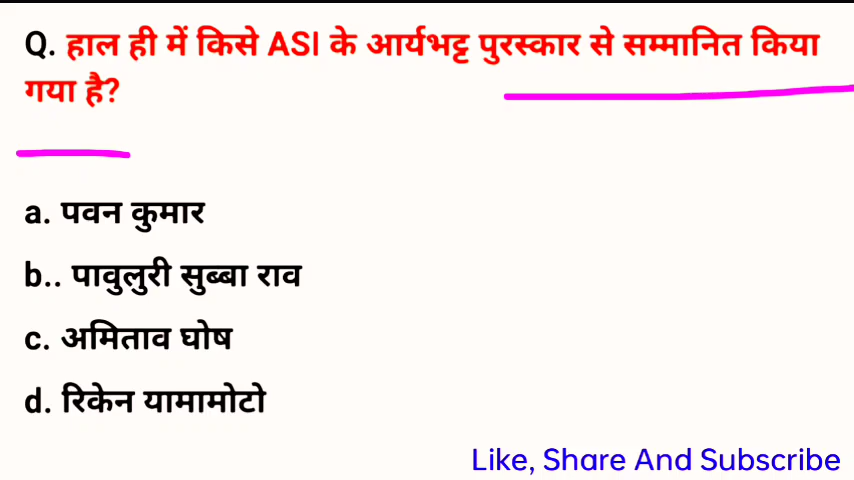 Q. हाल ही में किसे ASI के आर्यभट्ट पुरस्कार से सम्मानित किया
गया है?
a. पवन कुमार
b.. पावुलुरी सुब्बा राव
c. अमिताव घोष
d. रिकेन यामामोटो
Like, Share And Subscribe